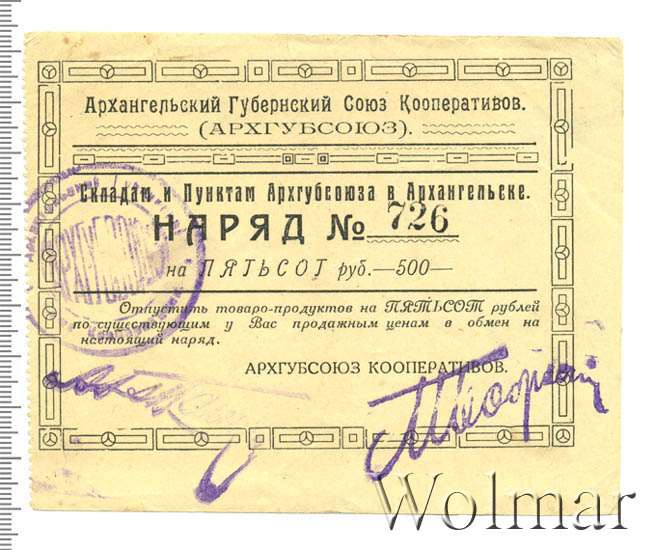 Архангельский Губернский Союз Кооперативов.
(АРХГУБСОЮЗ).
Складам и Пунктам Архгубсоюза в Архангельске.
НАРЯД № 726
на ПЯТЬСОТ руб.—500—
Отпустить товаро-продуктов на ПЯТЬСОТ рублей
по существующим у Вас продажным ценам в обмен на
настоящий наряд.
АРХГУБСОЮЗ КООПЕРАТИВОВ.
Wolmar